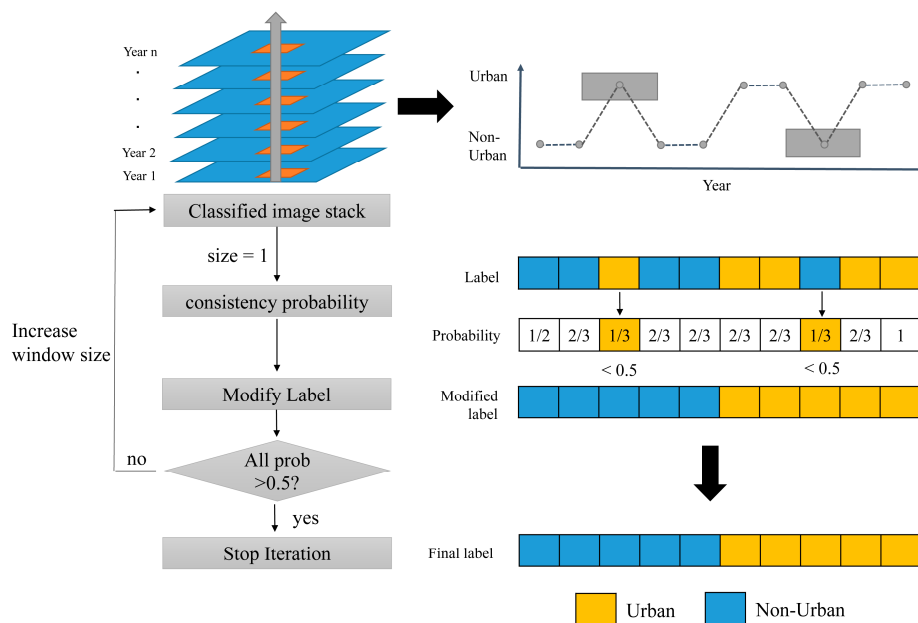 Year n
.
.
.
Year 2
Year 1
Classified image stack
size = 1
consistency probability
Increase
window size
Modify Label
no
All prob
>0.5?
yes
Stop Iteration
Urban
Non-
Urban
Year
Label
Probability
1/2 2/3 1/3 2/3 2/3 2/3 2/3 1/3 2/3 1
< 0.5 < 0.5
Modified
label
Final label
Urban Non-Urban